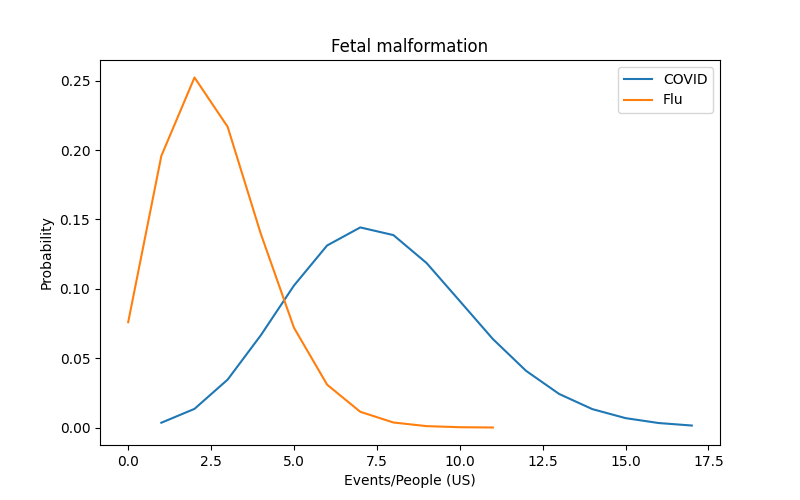 Fetal malformation
COVID
Flu
Probability
0.25
0.20
0.15
0.10
0.05
0.00
0.0 2.5 5.0 7.5 10.0 12.5 15.0 17.5
Events/People (US)